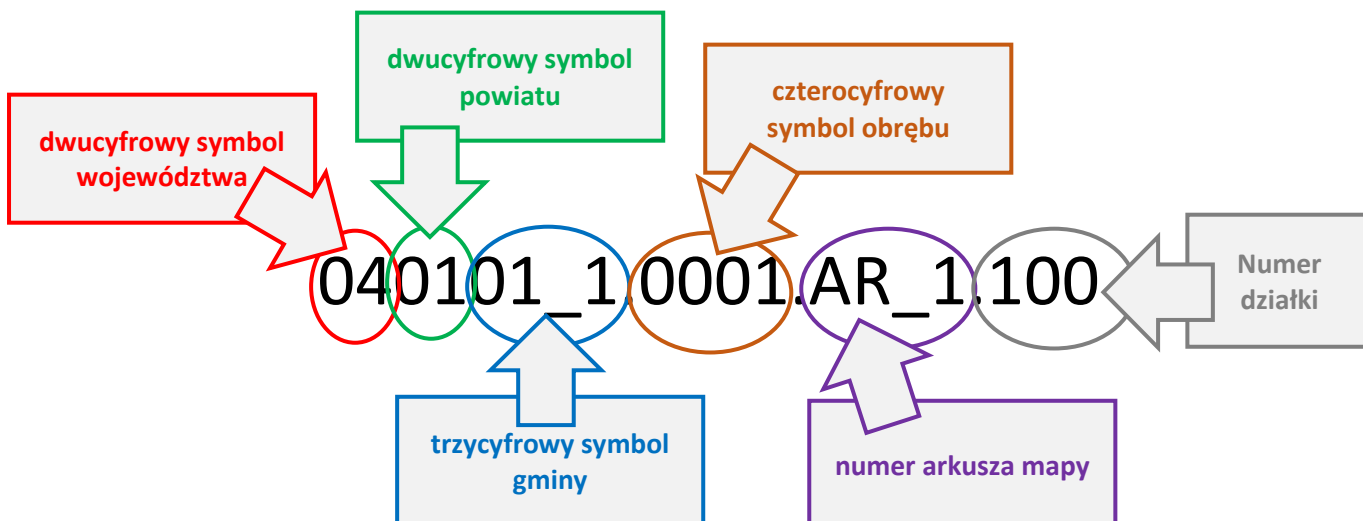 dwucyfrowy symbol
województwa
dwucyfrowy symbol
powiatu
czterocyfrowy
symbol obrębu
040101_1.0001.AR_1.100
Numer
działki
trzycyfrowy symbol
gminy
numer arkusza mapy